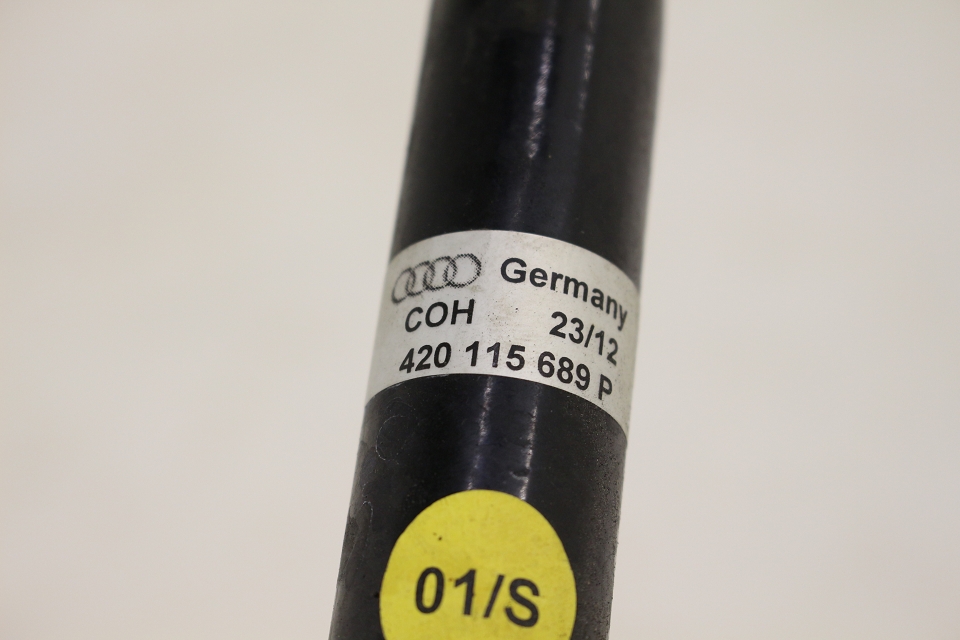 Germany
COH 23/12
420 115 689 P
01/S